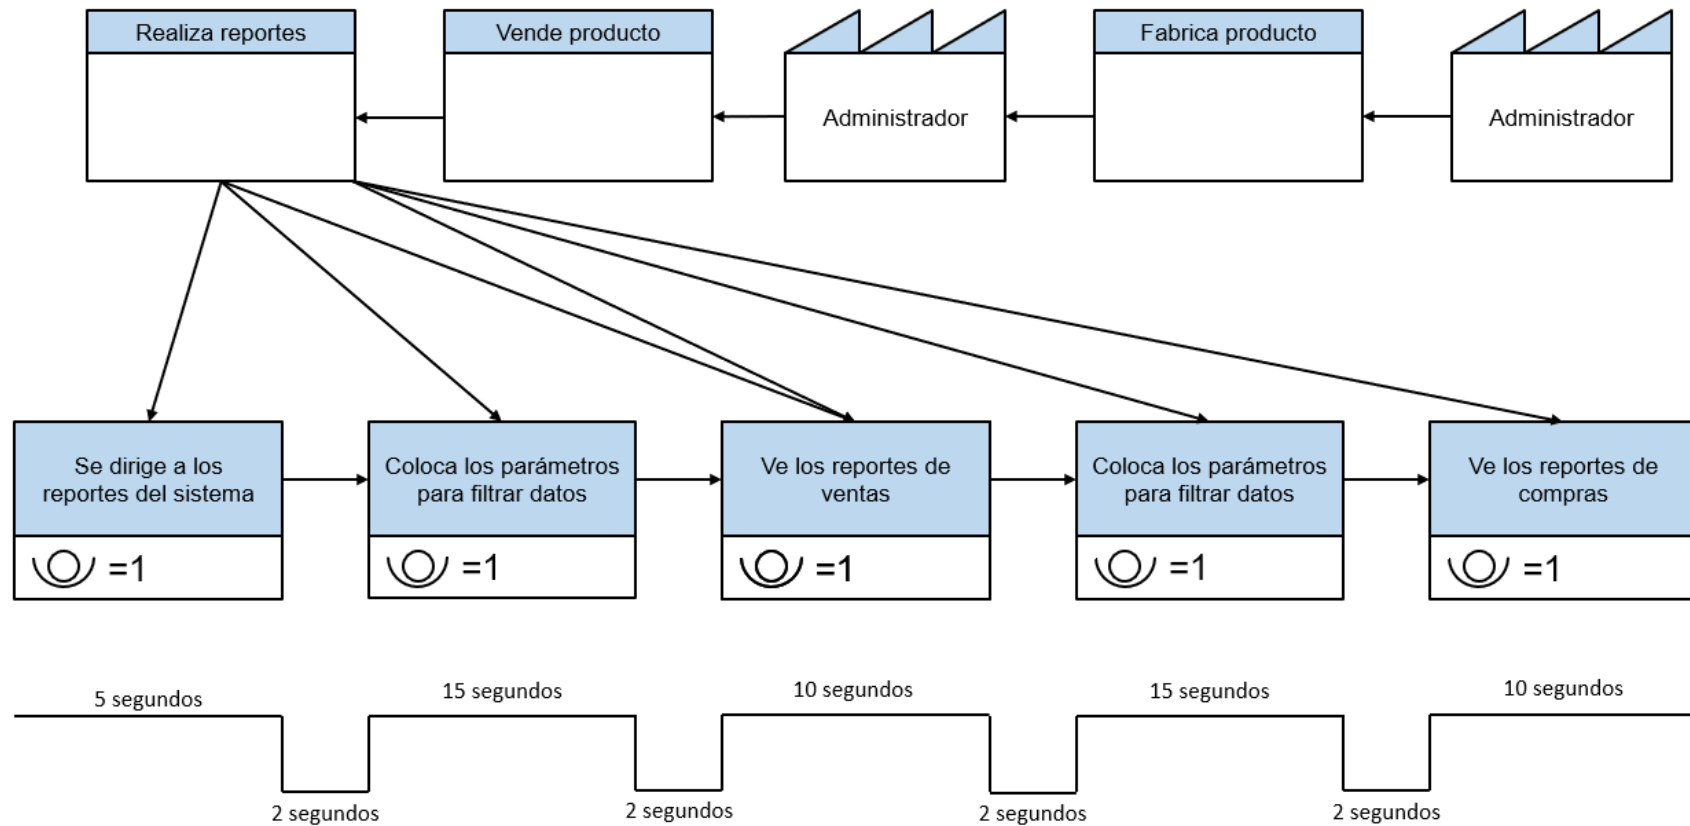 Realiza reportes
Vende producto
Administrador
Fabrica producto
Administrador
Se dirige a los
reportes del sistema
Coloca los parámetros
para filtrar datos
Ve los reportes de
ventas
Coloca los parámetros
para filtrar datos
Ve los reportes de
compras
=1
=1
=1
=1
=1
5 segundos
15 segundos
10 segundos
15 segundos
10 segundos
2 segundos
2 segundos
2 segundos
2 segundos